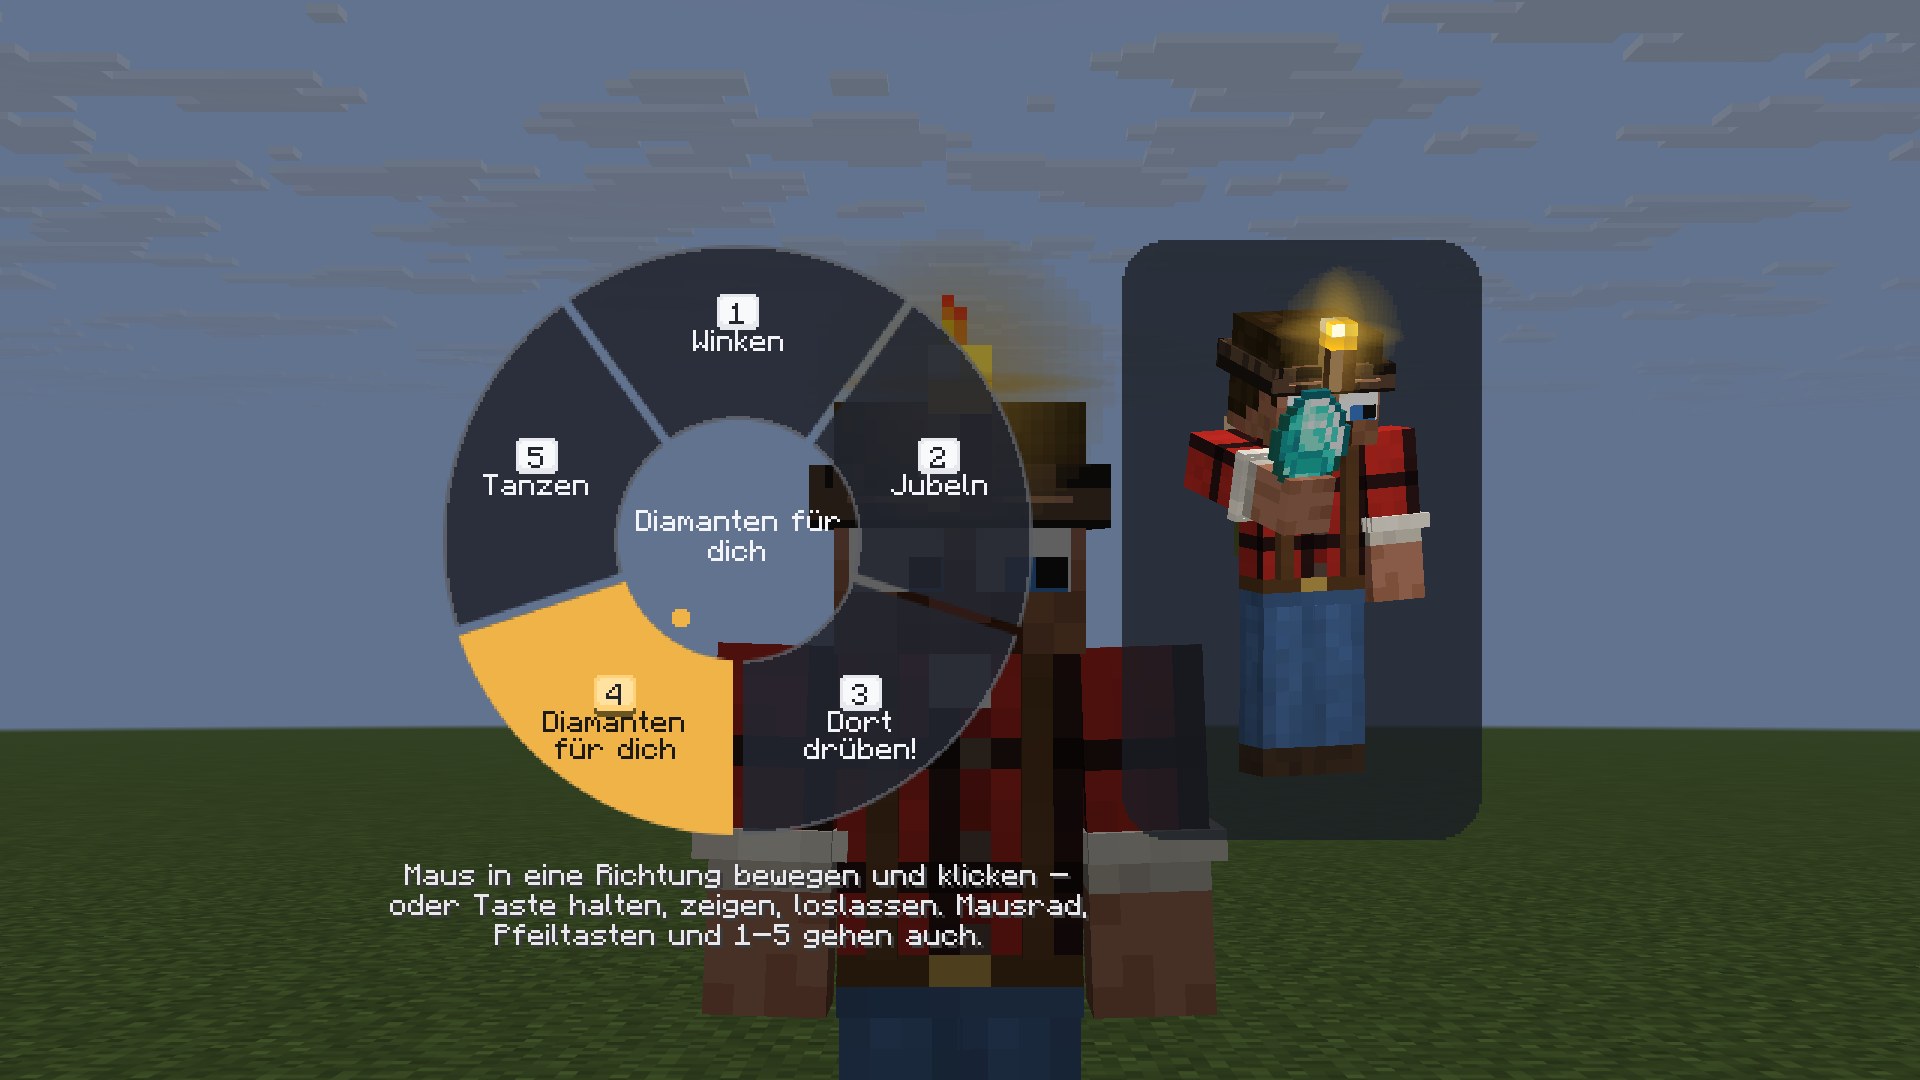 1
Winken
5
Tanzen
2
Jubeln
Diamanten für
dich
4
Diamanten
für dich
3
Dort
drüben!
Maus in eine Richtung bewegen und klicken –
oder Taste halten, zeigen, loslassen. Mausrad,
Pfeiltasten und 1–5 gehen auch.